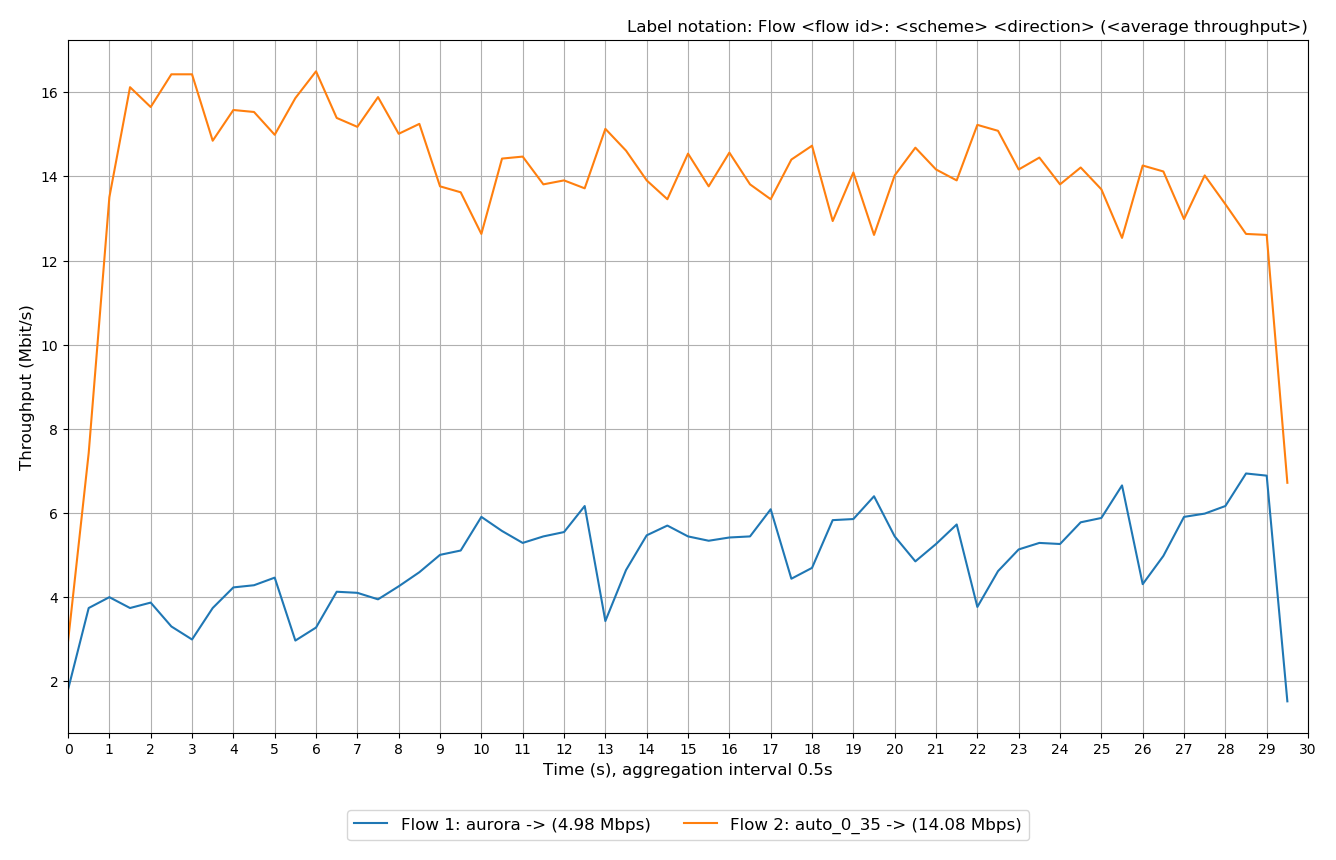 Label notation: Flow <flow id>: <scheme> <direction> (<average throughput>)
16
14
12
10
8
6
4
2
Throughput (Mbit/s)
0 1 2 3 4 5 6 7 8 9 10 11 12 13 14 15 16 17 18 19 20 21 22 23 24 25 26 27 28 29 30
Time (s), aggregation interval 0.5s
Flow 1: aurora -> (4.98 Mbps) Flow 2: auto_0_35 -> (14.08 Mbps)